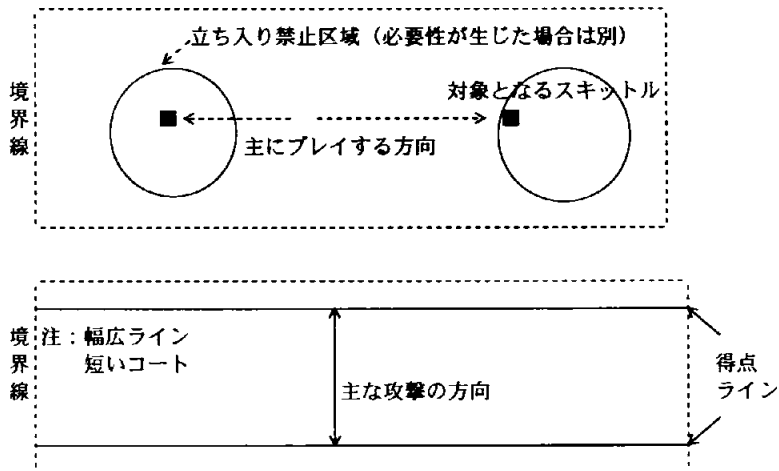 立ち入り禁止区域（必要性が生じた場合は別）
境界線
対象となるスキットル
主にプレイする方向
境界線
注：幅広ライン
短いコート
主な攻撃の方向
得点
ライン